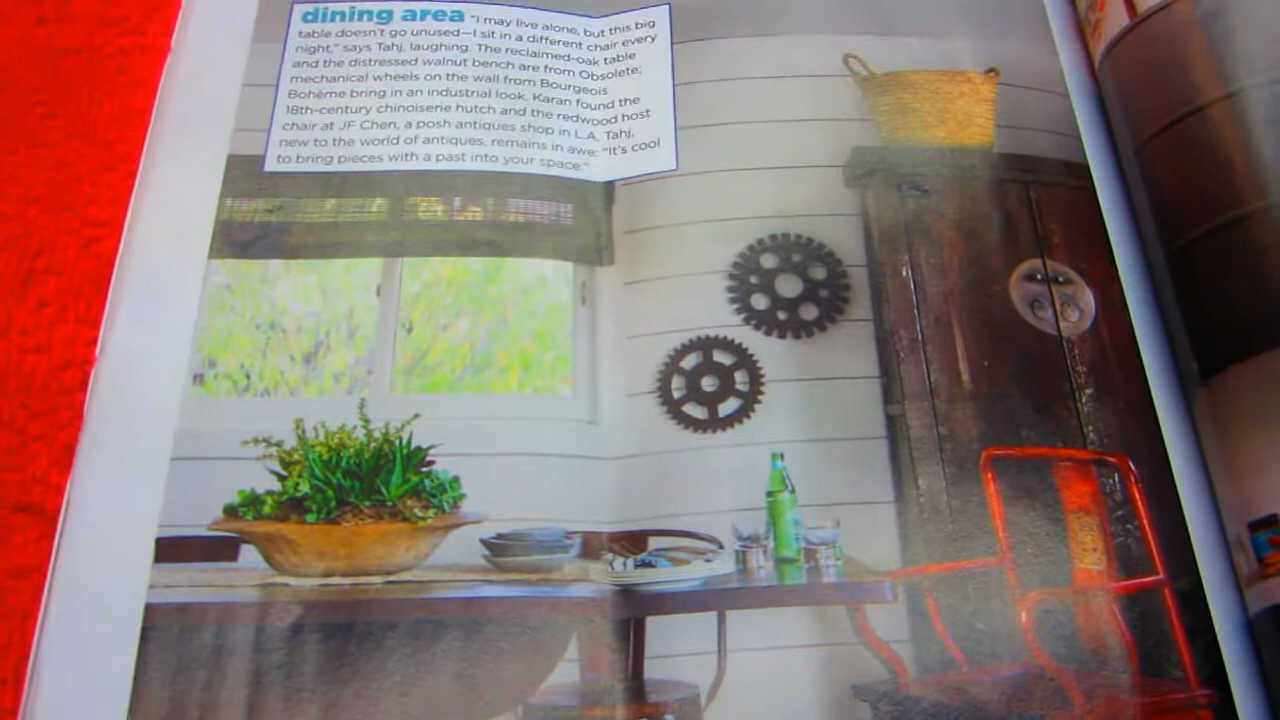 dining area "I may live alone, but this big
table doesn't go unused—I sit in a different chair every
night," says Tahj, laughing. The reclaimed-oak table
and the distressed walnut bench are from Obsolete;
mechanical wheels on the wall from Bourgeois
Bohème bring in an industrial look. Karan found the
18th-century chinoiserie hutch and the redwood host
chair at JF Chen, a posh antiques shop in L.A. Tahj,
new to the world of antiques, remains in awe: "It's cool
to bring pieces with a past into your space."